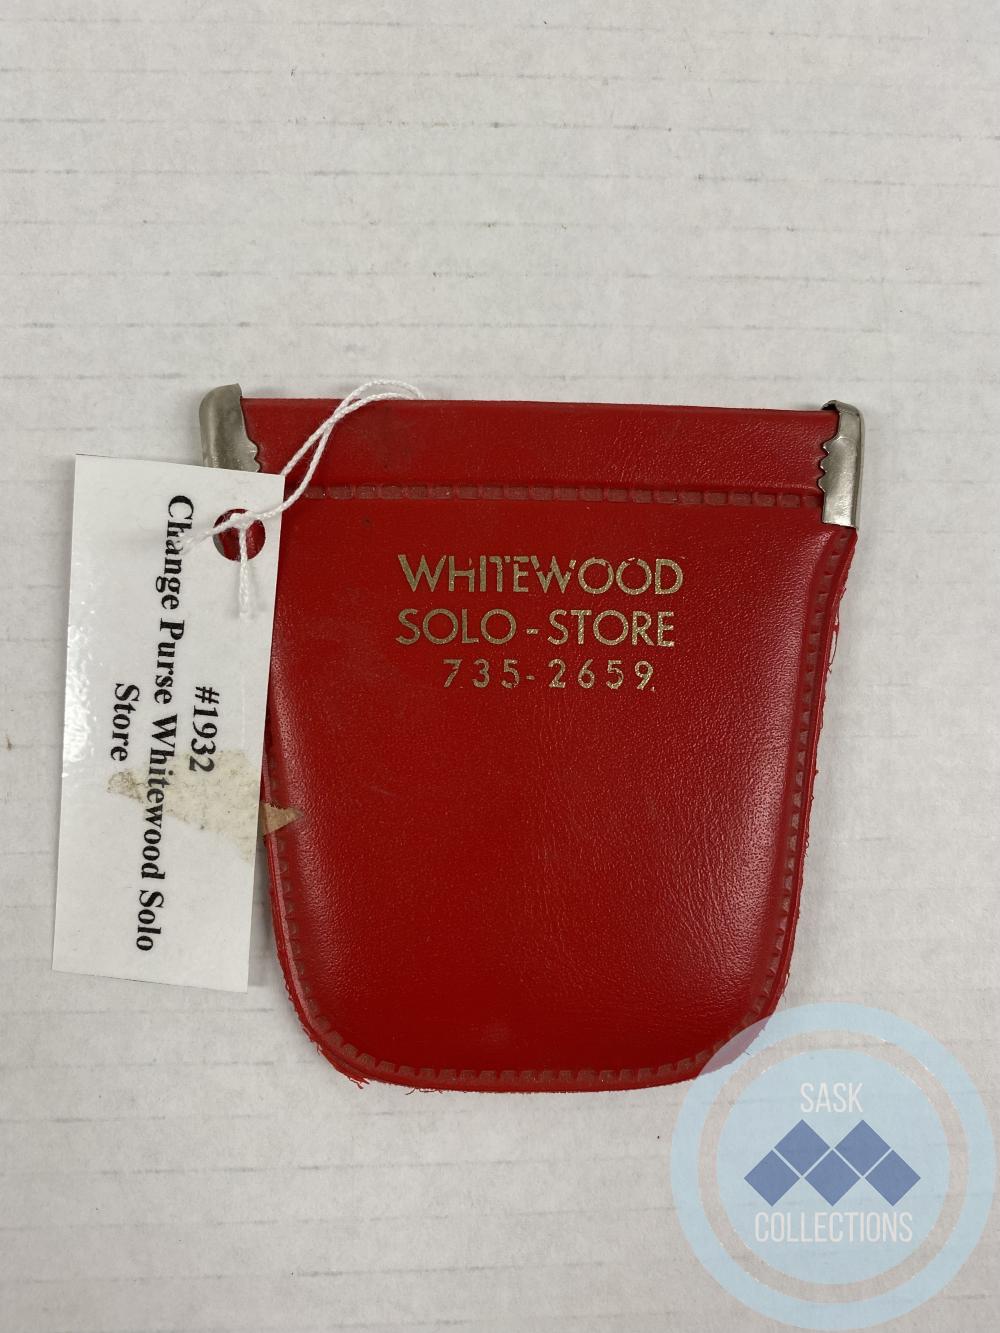 WHITEWOOD
SOLO-STORE
735-2659
#1932
Change Purse Whitewood Solo
Store
SASK
COLLECTIONS